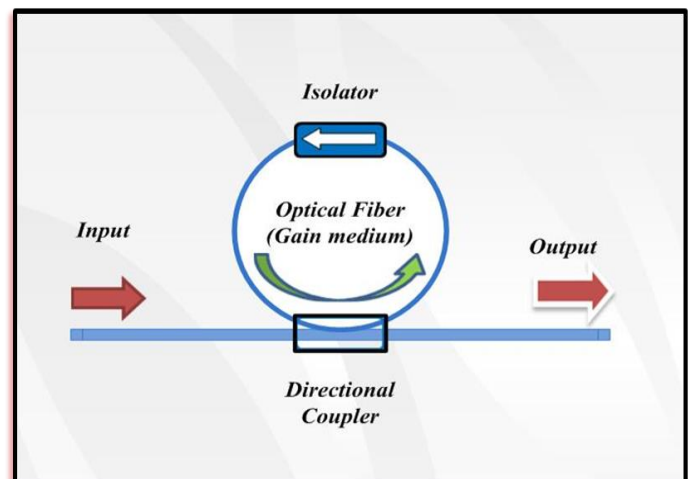 Isolator
Optical Fiber
(Gain medium)
Input
Output
Directional
Coupler